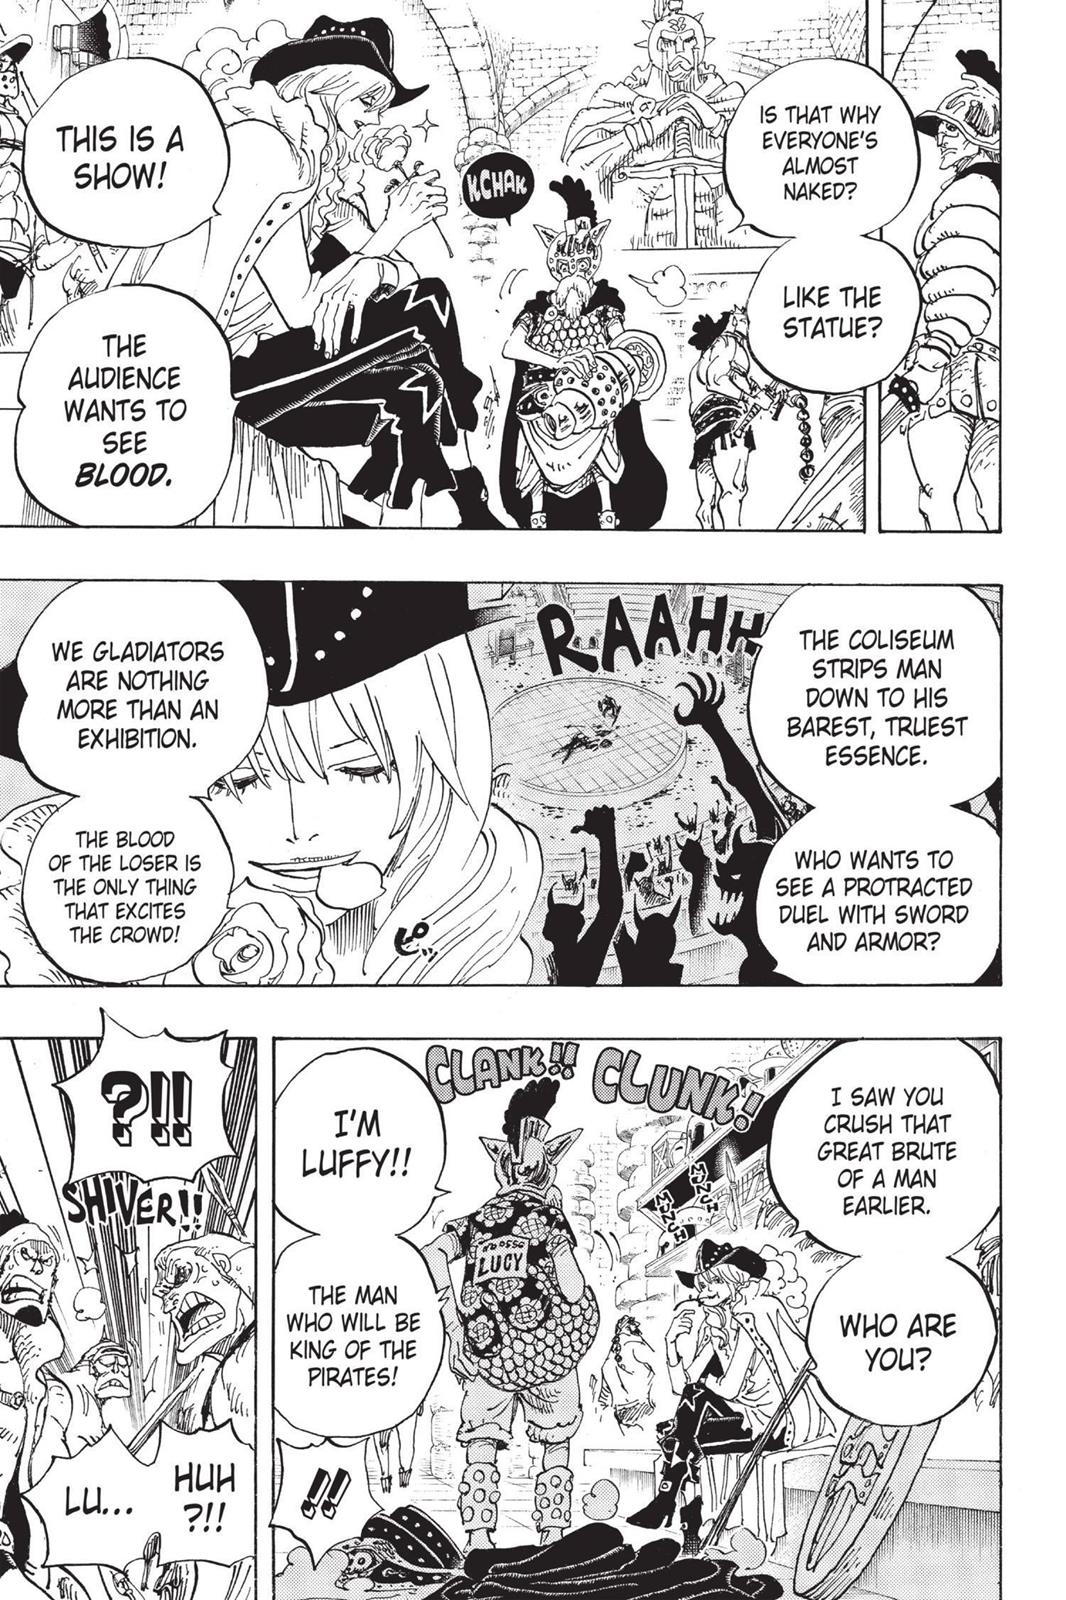 IS THAT WHY
EVERYONE'S
ALMOST
NAKED?
LIKE THE
STATUE?
KCHAK
THIS IS A
SHOW!
THE
AUDIENCE
WANTS TO
SEE
BLOOD.
THE COLISEUM
STRIPS MAN
DOWN TO HIS
BAREST, TRUEST
ESSENCE.
WHO WANTS TO
SEE A PROTRACTED
DUEL WITH SWORD
AND ARMOR?
RAAHH
WE GLADIATORS
ARE NOTHING
MORE THAN AN
EXHIBITION.
THE BLOOD
OF THE LOSER IS
THE ONLY THING
THAT EXCITES
THE CROWD!
I SAW YOU
CRUSH THAT
GREAT BRUTE
OF A MAN
EARLIER.
WHO ARE
YOU?
CLANK!!
CLUNK!
MUNCH
MUNCH
I'M
LUFFY!!
THE MAN
WHO WILL BE
KING OF THE
PIRATES!
No0556
LUCY
!!
?!!
SHIVER!!
HUH
?!!
LU...